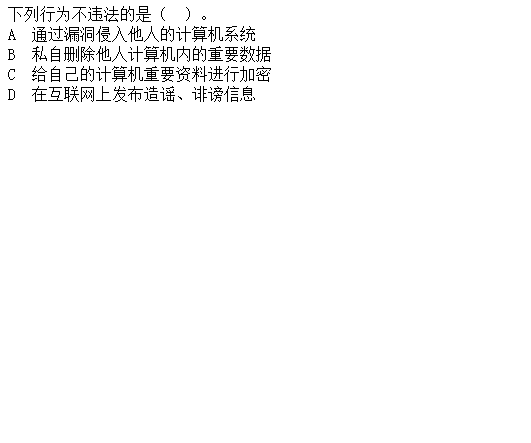 下列行为不违法的是（　）。
A　通过漏洞侵入他人的计算机系统
B　私自删除他人计算机内的重要数据
C　给自己的计算机重要资料进行加密
D　在互联网上发布造谣、诽谤信息